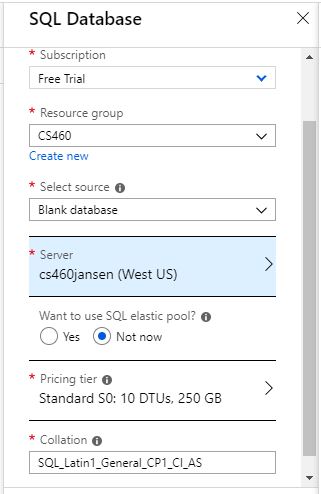 SQL Database
* Subscription
Free Trial
* Resource group
CS460
Create new
* Select source
Blank database
* Server
cs460jansen (West US)
Want to use SQL elastic pool?
Yes Not now
* Pricing tier
Standard S0: 10 DTUs, 250 GB
* Collation
SQL_Latin1_General_CP1_CI_AS